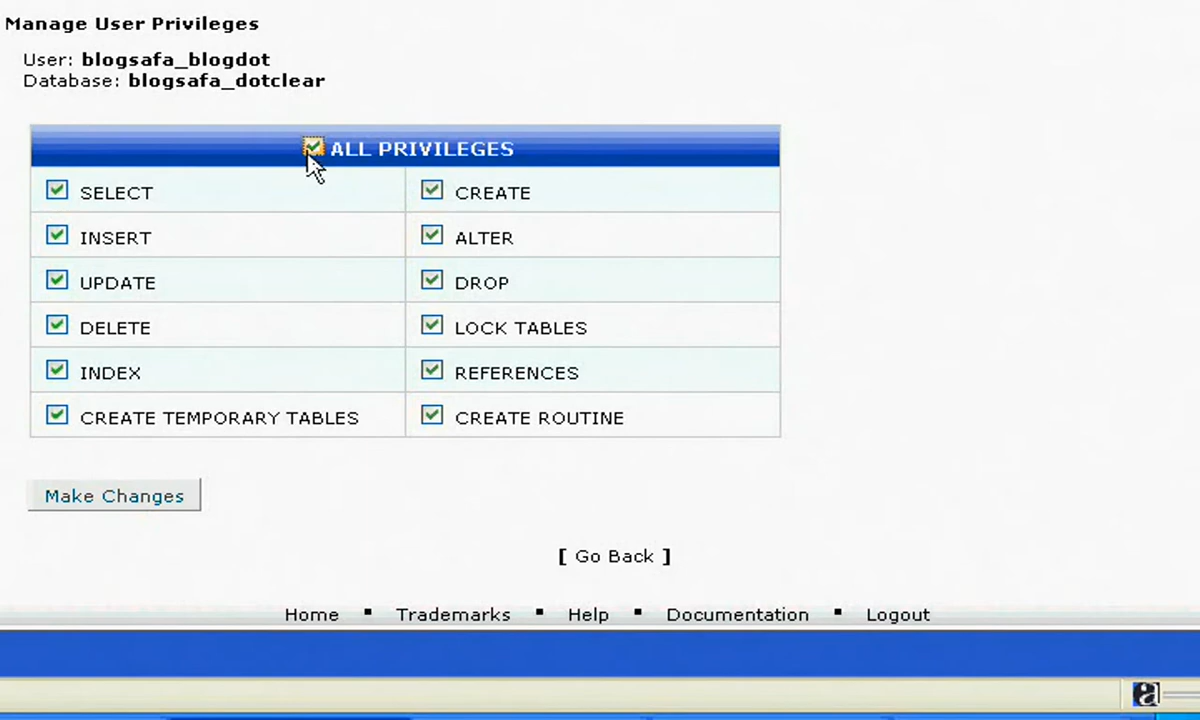 Manage User Privileges
User: blogsafa_blogdot
Database: blogsafa_dotclear
ALL PRIVILEGES
SELECT CREATE
INSERT ALTER
UPDATE DROP
DELETE LOCK TABLES
INDEX REFERENCES
CREATE TEMPORARY TABLES CREATE ROUTINE
Make Changes
[ Go Back ]
Home ▪ Trademarks ▪ Help ▪ Documentation ▪ Logout